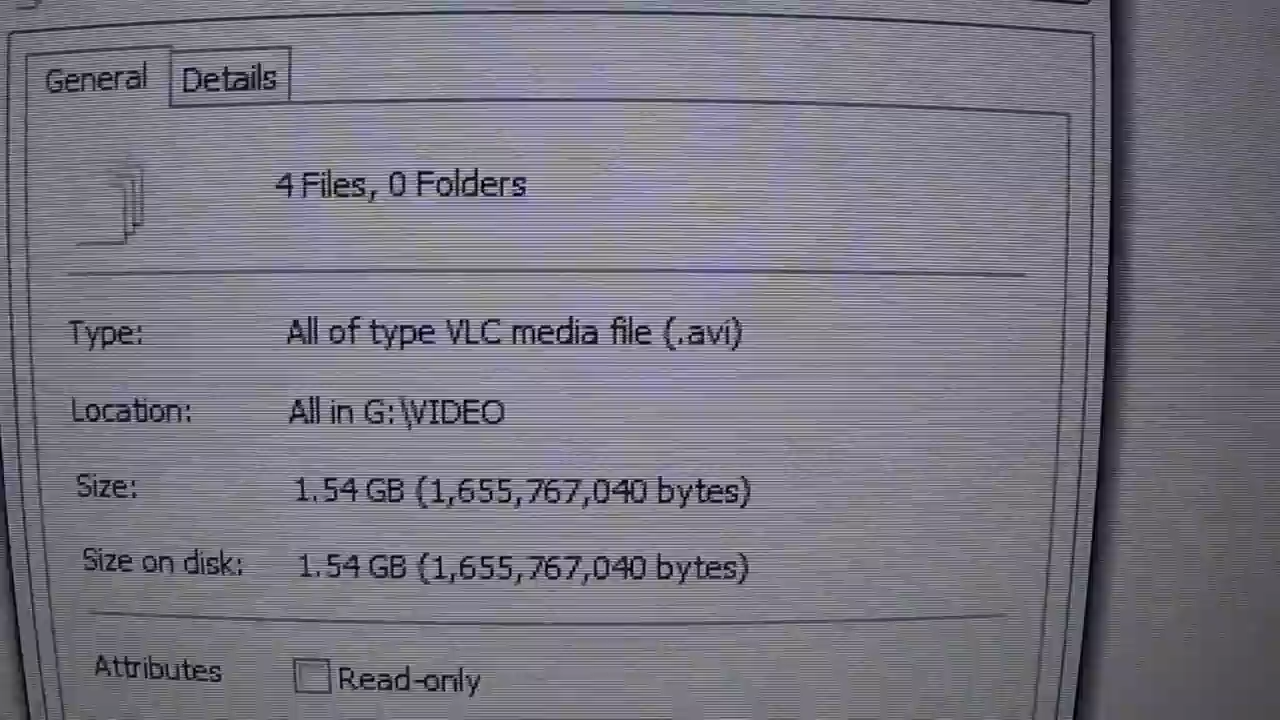 General Details
4 Files, 0 Folders
Type: All of type VLC media file (.avi)
Location: All in G:\VIDEO
Size: 1.54 GB (1,655,767,040 bytes)
Size on disk: 1.54 GB (1,655,767,040 bytes)
Attributes Read-only